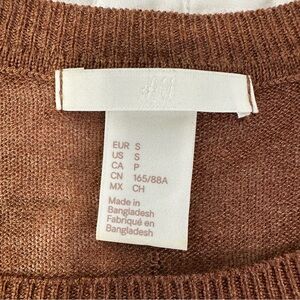 H&M
EUR S
US S
CA P
CN 165/88A
MX CH
Made in
Bangladesh
Fabriqué en
Bangladesh